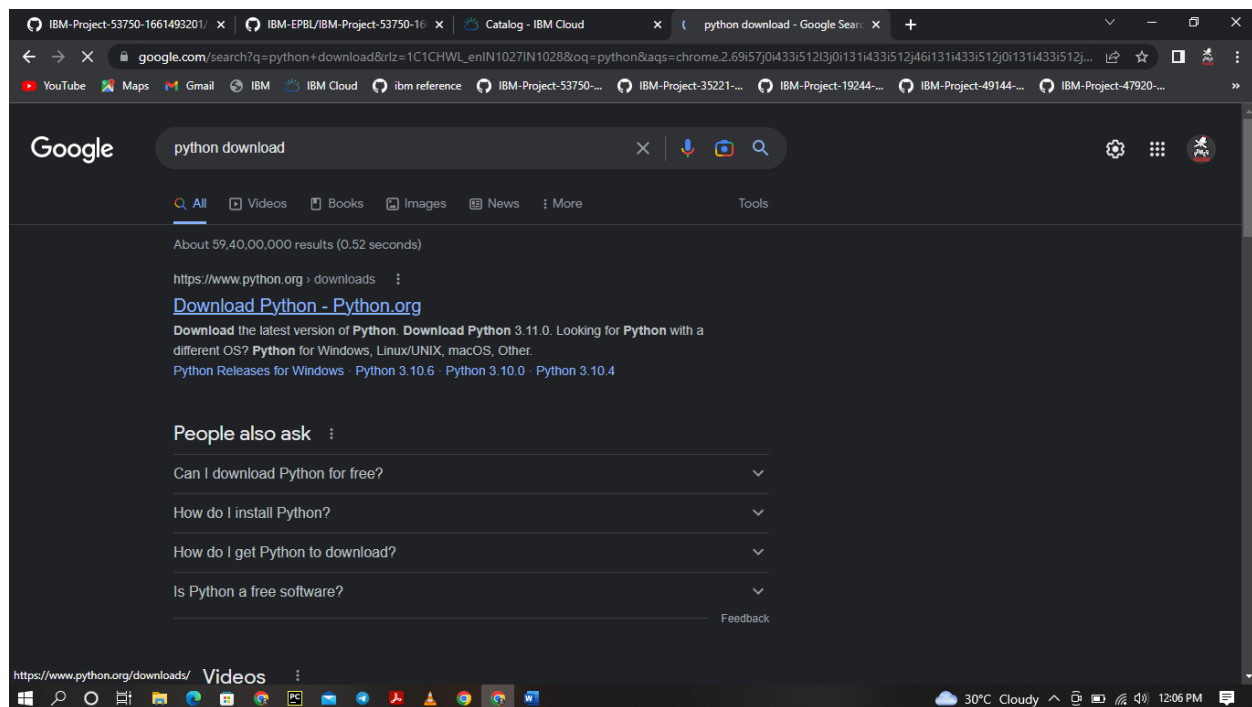 IBM-Project-53750-1661493201/
IBM-EPBL/IBM-Project-53750-16
Catalog - IBM Cloud
python download - Google Searc
google.com/search?q=python+download&rlz=1C1CHWL_enIN1027IN1028&oq=python&aqs=chrome.2.69i57j0i433i512l3j0i131i433i512j46i131i433i512j0i131i433i512j...
YouTube
Maps
Gmail
IBM
IBM Cloud
ibm reference
IBM-Project-53750-...
IBM-Project-35221-...
IBM-Project-19244-...
IBM-Project-49144-...
IBM-Project-47920-...
»
Google
python download
All
Videos
Books
Images
News
More
Tools
About 59,40,00,000 results (0.52 seconds)
https://www.python.org › downloads
Download Python - Python.org
Download the latest version of Python. Download Python 3.11.0. Looking for Python with a
different OS? Python for Windows, Linux/UNIX, macOS, Other.
Python Releases for Windows · Python 3.10.6 · Python 3.10.0 · Python 3.10.4
People also ask
Can I download Python for free?
How do I install Python?
How do I get Python to download?
Is Python a free software?
Feedback
https://www.python.org/downloads/
Videos
PC
W
30°C Cloudy
12:06 PM